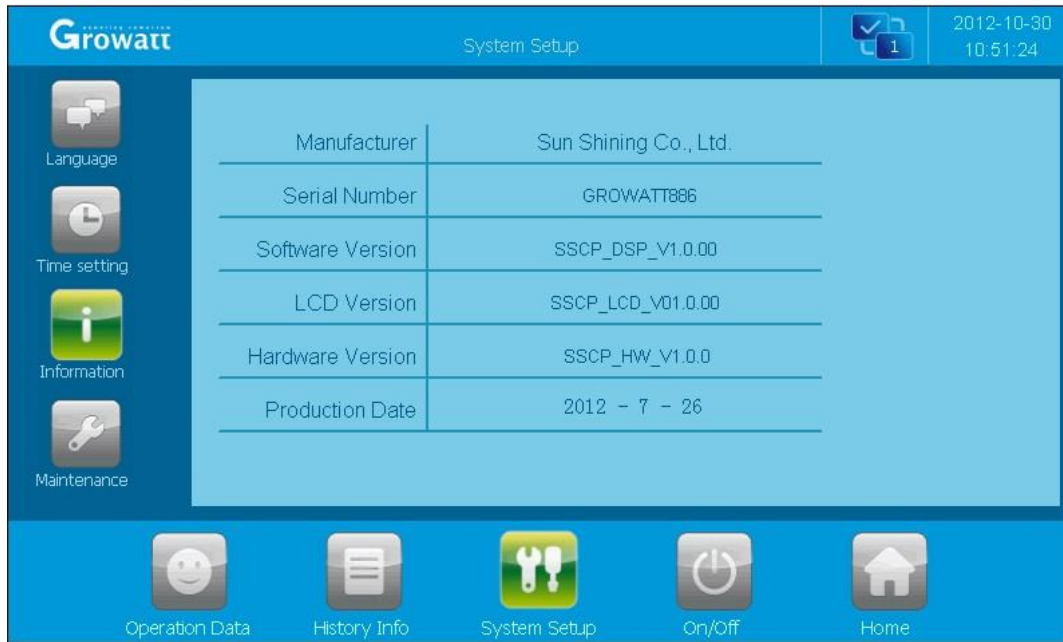 Growatt
System Setup
1
2012-10-30
10:51:24
Language
Time setting
Information
Maintenance
Manufacturer Sun Shining Co., Ltd.
Serial Number GROWATT886
Software Version SSCP_DSP_V1.0.00
LCD Version SSCP_LCD_V01.0.00
Hardware Version SSCP_HW_V1.0.0
Production Date 2012 - 7 - 26
Operation Data
History Info
System Setup
On/Off
Home